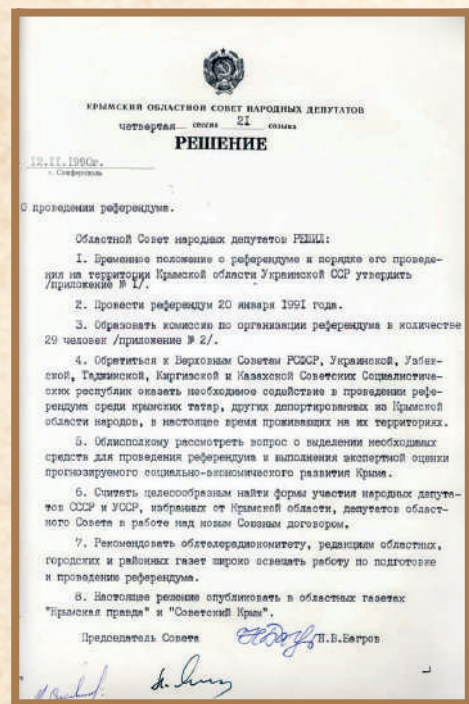 КРЫМСКИЙ ОБЛАСТНОЙ СОВЕТ НАРОДНЫХ ДЕПУТАТОВ
четвертая сессия 21 созыва
РЕШЕНИЕ
12.II.1990г.
г. Симферополь
О проведении референдума.
Областной Совет народных депутатов РЕШИЛ:
I. Временное положение о референдуме и порядке его проведе-
ния на территории Крымской области Украинской ССР утвердить
/приложение № I/.
2. Провести референдум 20 января 1991 года.
3. Образовать комиссию по организации референдума в количестве
29 человек /приложение № 2/.
4. Обратиться к Верховным Советам РСФСР, Украинской, Узбек-
ской, Таджикской, Киргизской и Казахской Советских Социалистиче-
ских республик оказать необходимое содействие в проведении рефе-
рендума среди крымских татар, других депортированных из Крымской
области народов, в настоящее время проживающих на их территориях.
5. Облисполкому рассмотреть вопрос о выделении необходимых
средств для проведения референдума и выполнения экспертной оценки
прогнозируемого социально-экономического развития Крыма.
6. Считать целесообразным найти формы участия народных депута-
тов СССР и УССР, избранных от Крымской области, депутатов област-
ного Совета в работе над новым Союзным договором.
7. Рекомендовать облтелерадиокомитету, редакциям областных,
городских и районных газет широко освещать работу по подготовке
и проведению референдума.
8. Настоящее решение опубликовать в областных газетах
"Крымская правда" и "Советский Крым".
Председатель Совета Н.В.Багров